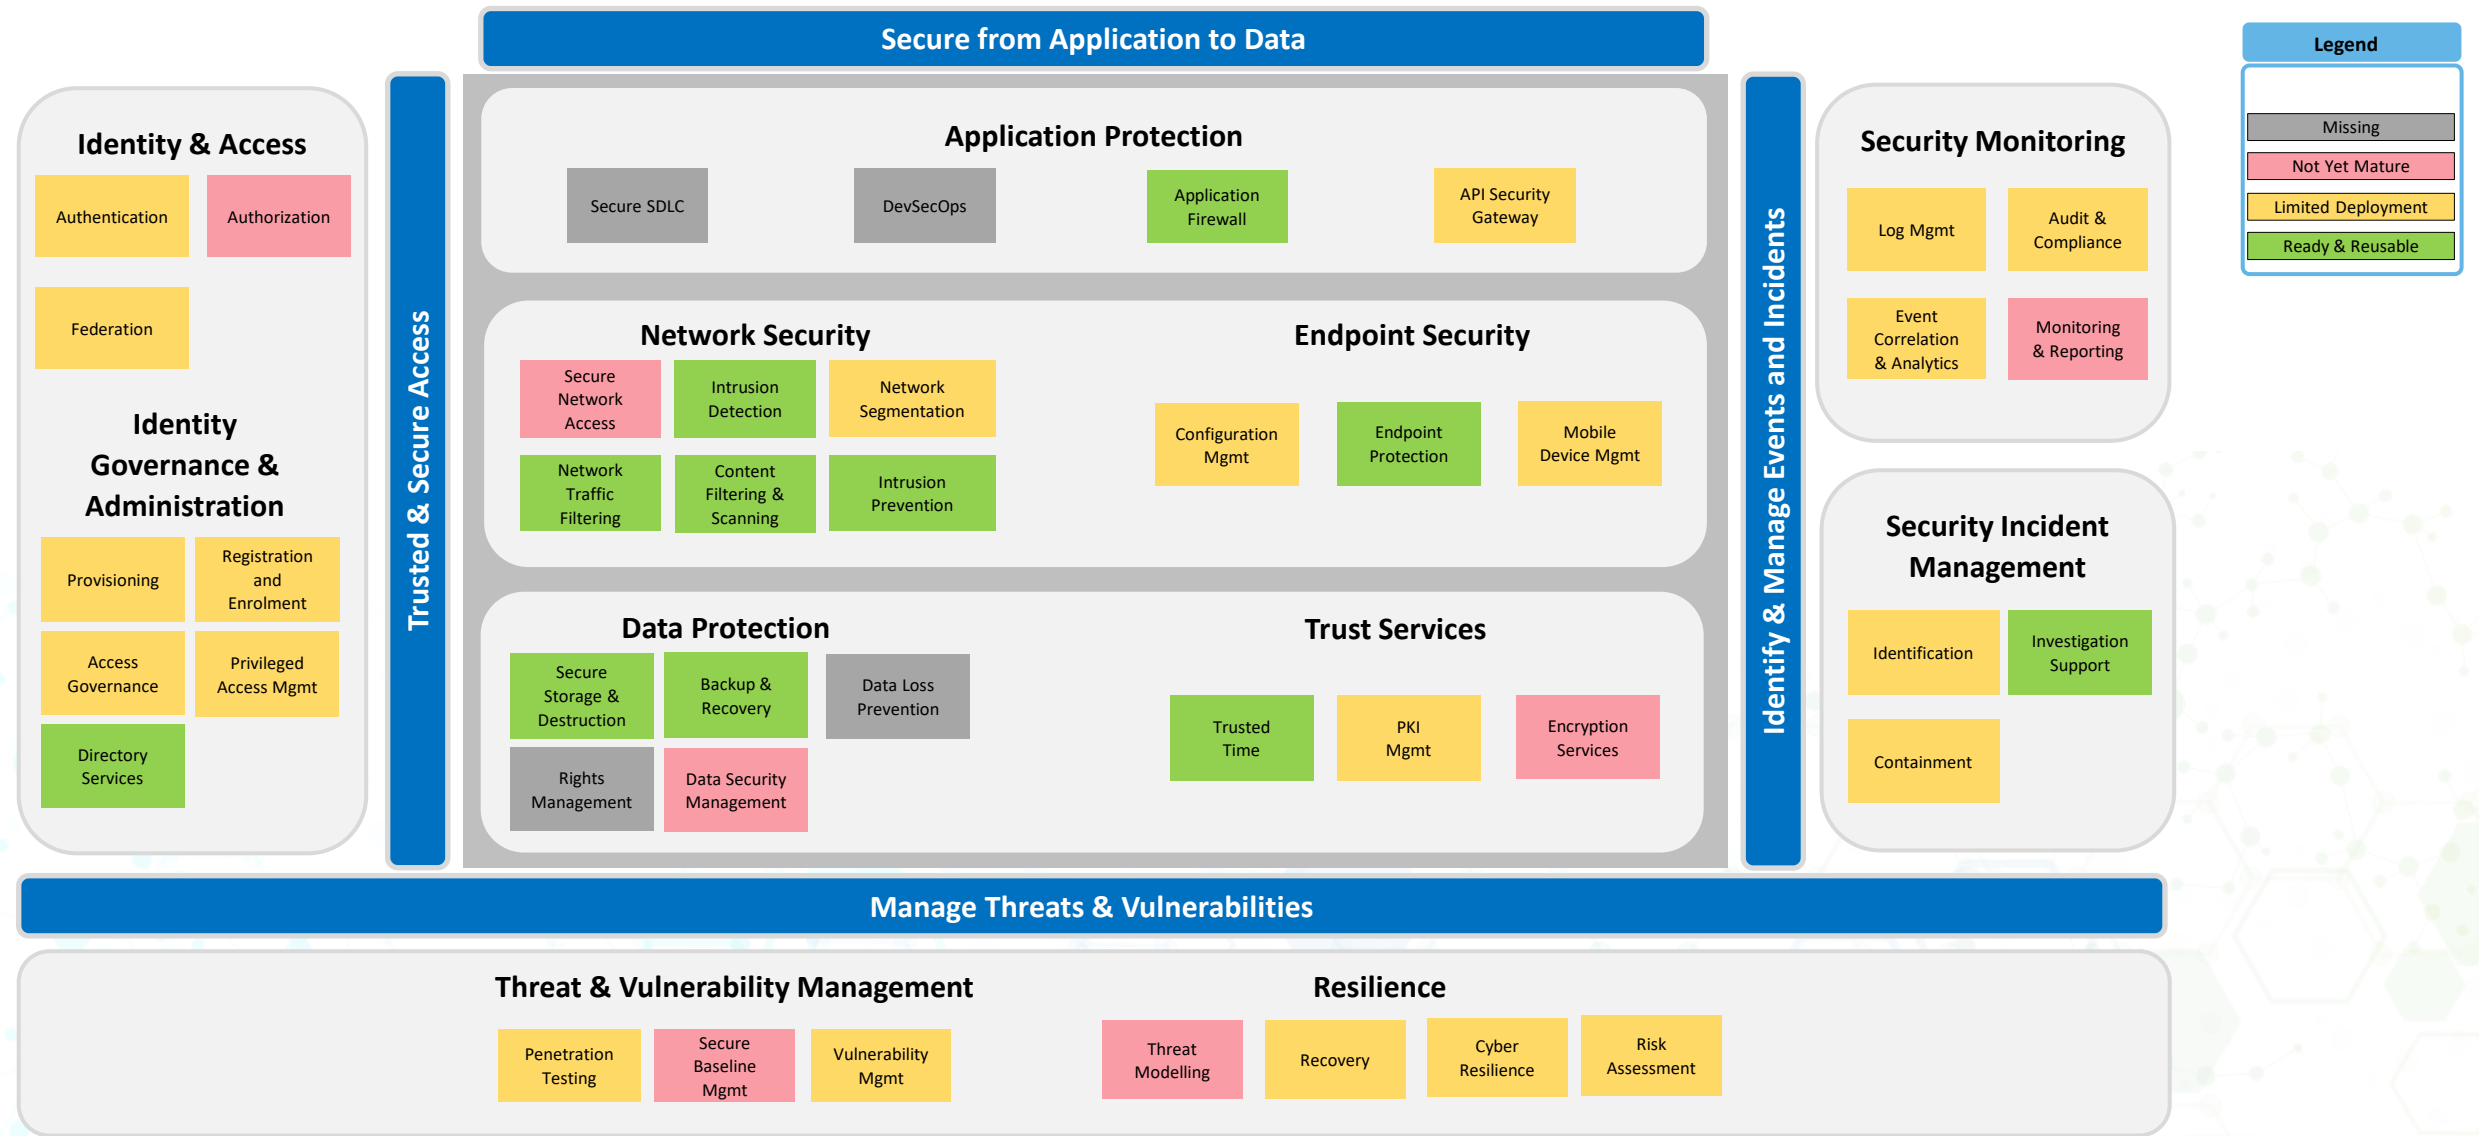 Secure from Application to Data
Legend
Missing
Not Yet Mature
Limited Deployment
Ready & Reusable
Identity & Access
Authentication
Authorization
Federation
Identity
Governance &
Administration
Provisioning
Registration
and
Enrolment
Access
Governance
Privileged
Access Mgmt
Directory
Services
Trusted & Secure Access
Application Protection
Secure SDLC
DevSecOps
Application
Firewall
API Security
Gateway
Network Security
Secure
Network
Access
Intrusion
Detection
Network
Segmentation
Network
Traffic
Filtering
Content
Filtering &
Scanning
Intrusion
Prevention
Endpoint Security
Configuration
Mgmt
Endpoint
Protection
Mobile
Device Mgmt
Data Protection
Secure
Storage &
Destruction
Backup &
Recovery
Data Loss
Prevention
Rights
Management
Data Security
Management
Trust Services
Trusted
Time
PKI
Mgmt
Encryption
Services
Identify & Manage Events and Incidents
Security Monitoring
Log Mgmt
Audit &
Compliance
Event
Correlation
& Analytics
Monitoring
& Reporting
Security Incident
Management
Identification
Investigation
Support
Containment
Manage Threats & Vulnerabilities
Threat & Vulnerability Management
Penetration
Testing
Secure
Baseline
Mgmt
Vulnerability
Mgmt
Resilience
Threat
Modelling
Recovery
Cyber
Resilience
Risk
Assessment